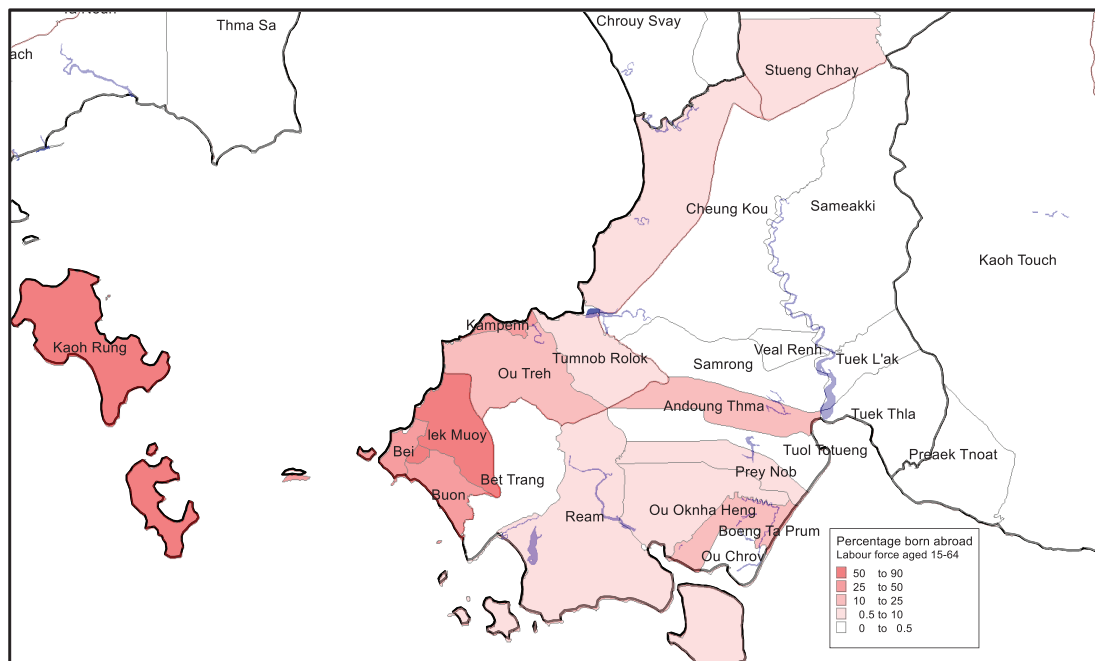 Thma Sa
Chrouy Svay
ach
Stueng Chhay
Cheung Kou
Sameakki
Kaoh Touch
Kampenh
Kaoh Rung
Tumnob Rolok
Veal Renh
Samrong
Tuek L'ak
Ou Treh
Andoung Thma
Tuek Thla
Iek Muoy
Bei
Tuol Totueng
Preaek Tnoat
Prey Nob
Bet Trang
Buon
Ream
Ou Oknha Heng
Boeng Ta Prum
Ou Chrov
Percentage born abroad
Labour force aged 15-64
50 to 90
25 to 50
10 to 25
0.5 to 10
0 to 0.5